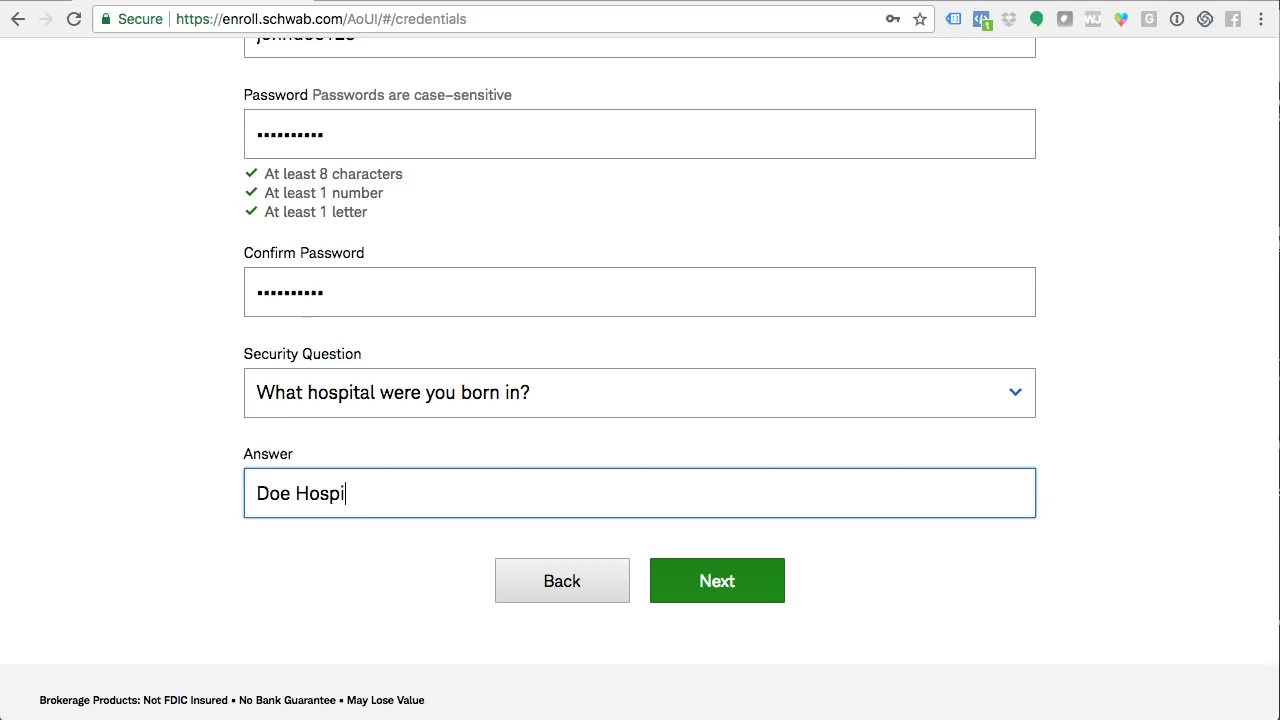 Secure
https://enroll.schwab.com/AoUI/#/credentials
1
WJ
G
Password Passwords are case-sensitive
••••••••••
At least 8 characters
At least 1 number
At least 1 letter
Confirm Password
••••••••••
Security Question
What hospital were you born in?
Answer
Doe Hospi
Back
Next
Brokerage Products: Not FDIC Insured • No Bank Guarantee • May Lose Value